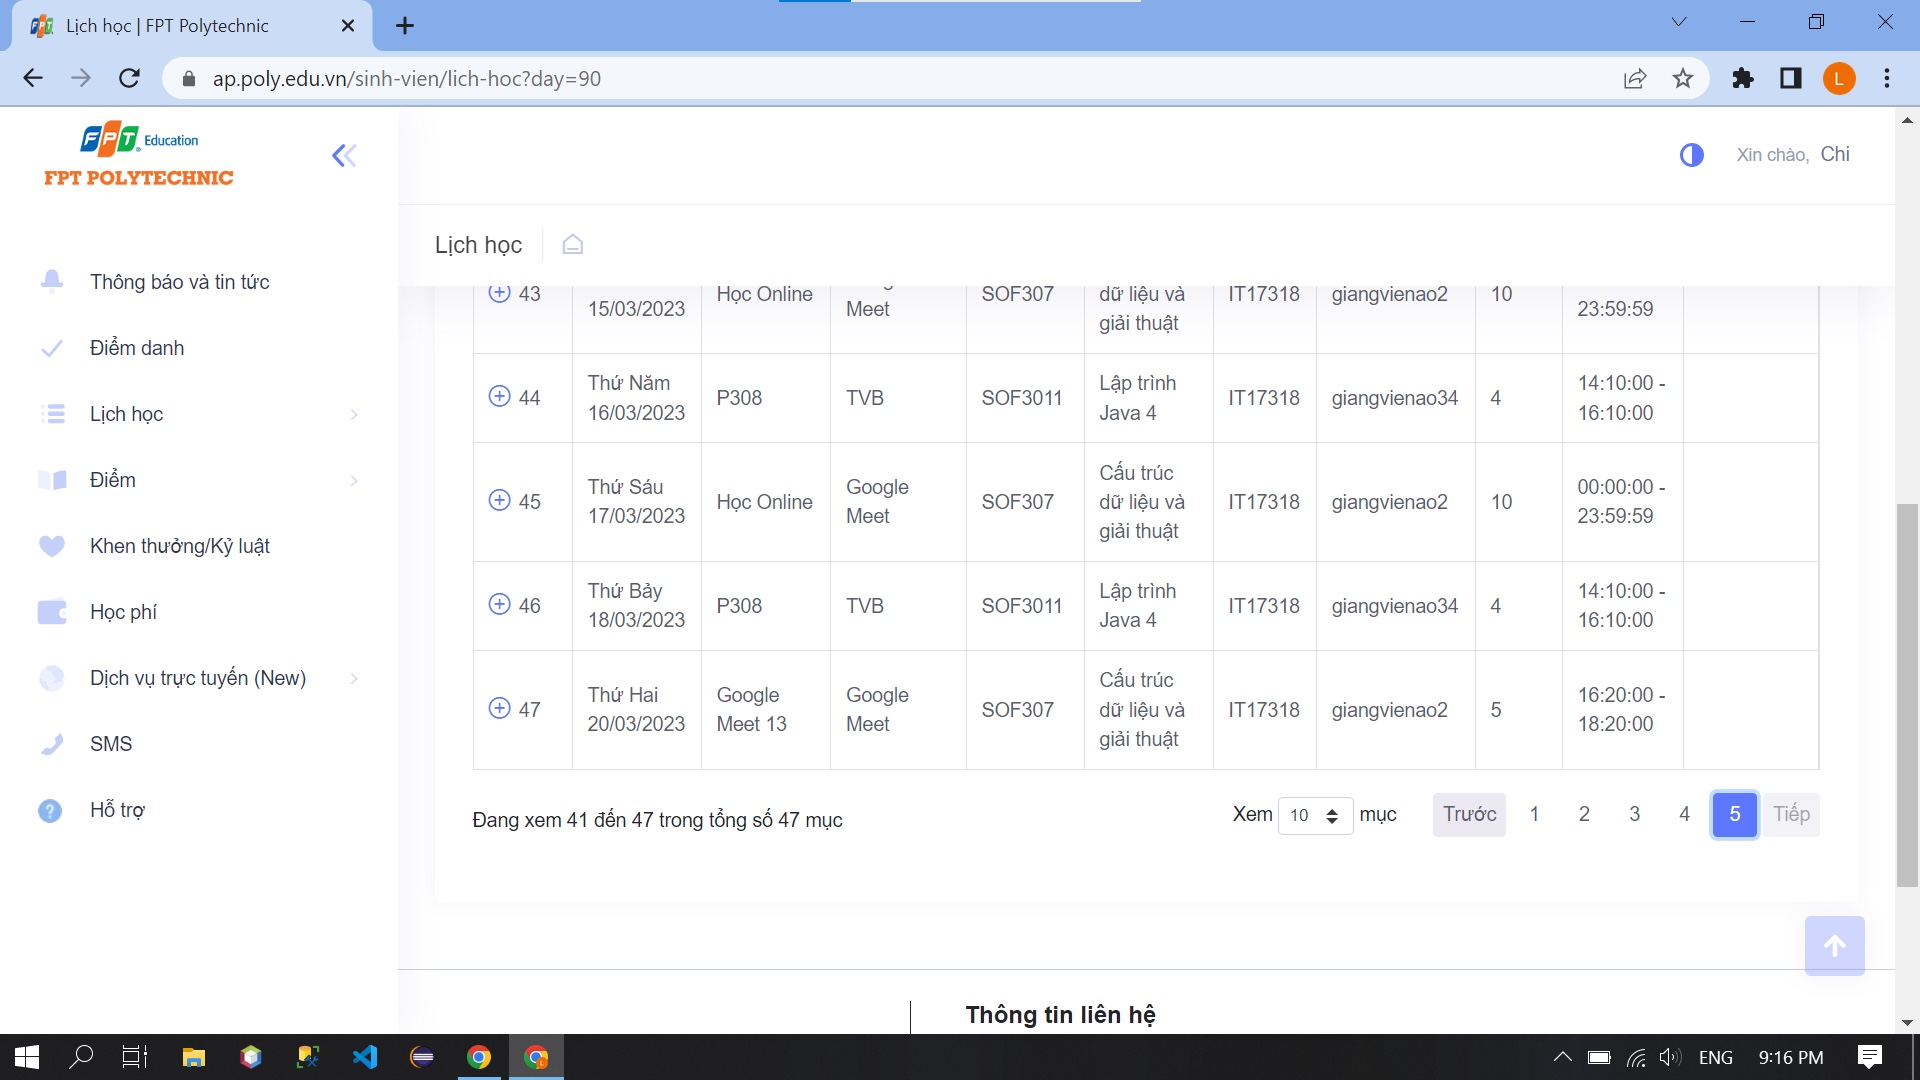 Lịch học | FPT Polytechnic
ap.poly.edu.vn/sinh-vien/lich-hoc?day=90
L
FPT Education
FPT POLYTECHNIC
Xin chào, Chi
Thông báo và tin tức
Điểm danh
Lịch học
Điểm
Khen thưởng/Kỷ luật
Học phí
Dịch vụ trực tuyến (New)
SMS
Hỗ trợ
Lịch học
43 15/03/2023 Học Online Meet SOF307 dữ liệu và giải thuật IT17318 giangvienao2 10 23:59:59
44 Thứ Năm 16/03/2023 P308 TVB SOF3011 Lập trình Java 4 IT17318 giangvienao34 4 14:10:00 - 16:10:00
45 Thứ Sáu 17/03/2023 Học Online Google Meet SOF307 Cấu trúc dữ liệu và giải thuật IT17318 giangvienao2 10 00:00:00 - 23:59:59
46 Thứ Bảy 18/03/2023 P308 TVB SOF3011 Lập trình Java 4 IT17318 giangvienao34 4 14:10:00 - 16:10:00
47 Thứ Hai 20/03/2023 Google Meet 13 Google Meet SOF307 Cấu trúc dữ liệu và giải thuật IT17318 giangvienao2 5 16:20:00 - 18:20:00
Đang xem 41 đến 47 trong tổng số 47 mục
Xem 10 mục
Trước 1 2 3 4 5 Tiếp
Thông tin liên hệ
ENG 9:16 PM